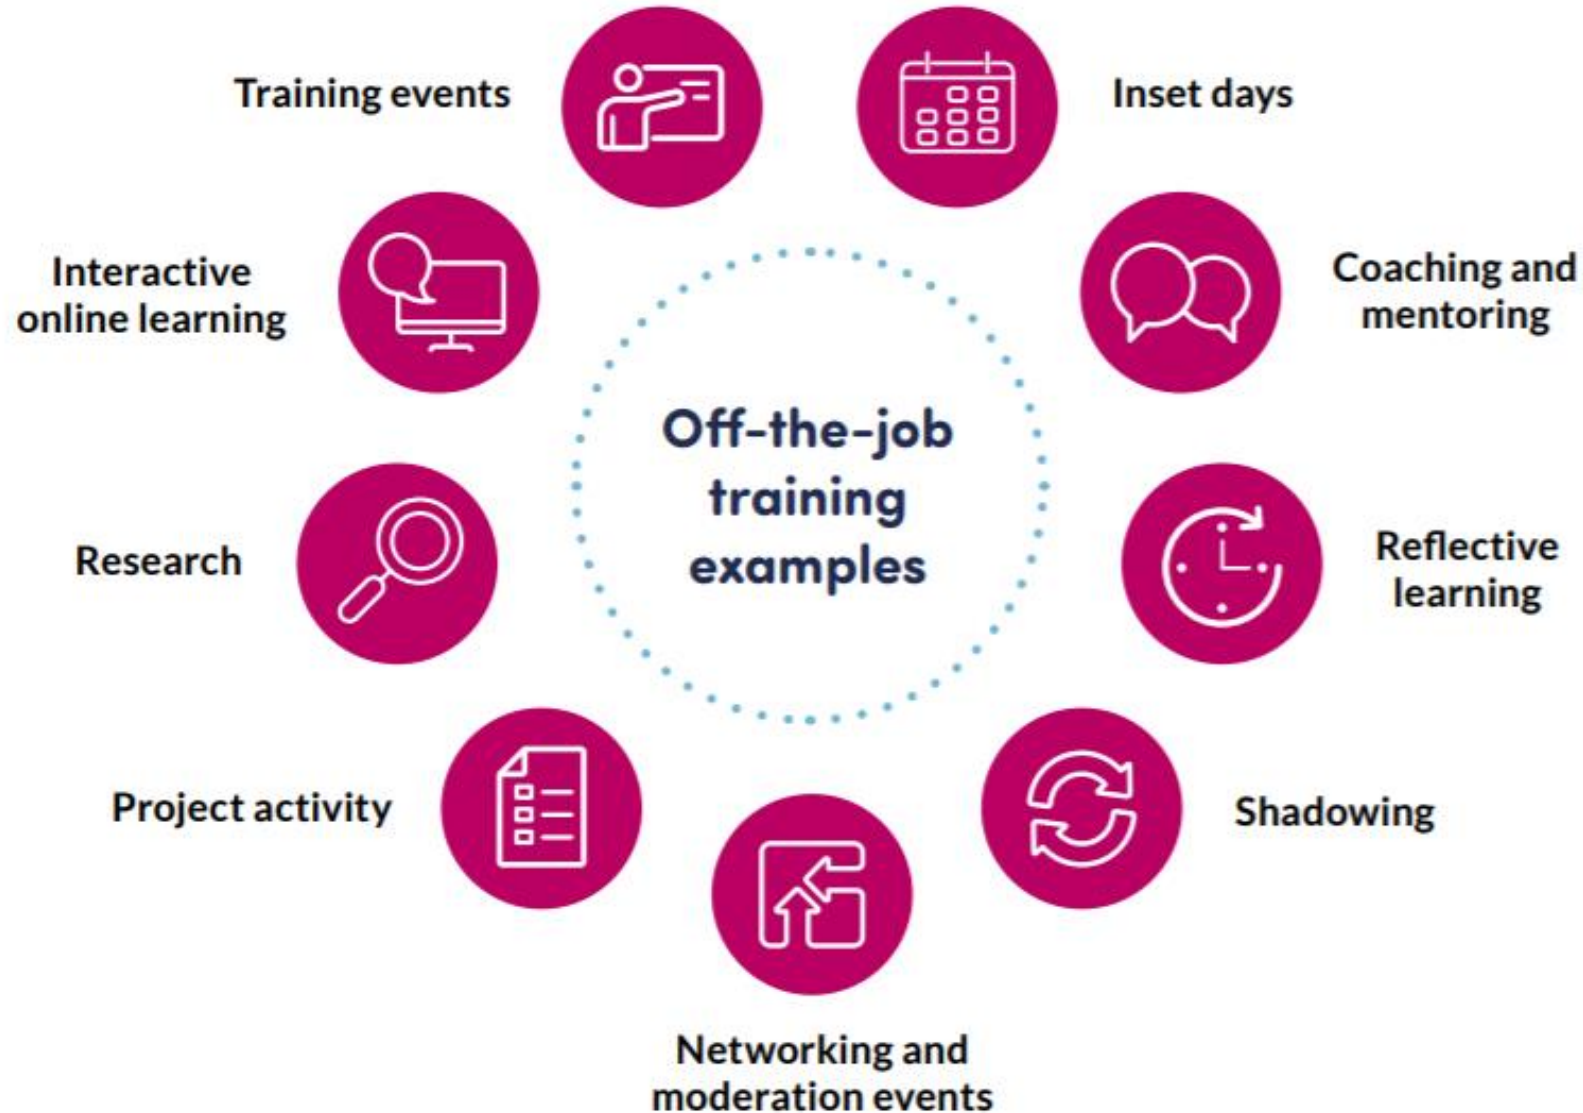 Training events
Inset days
Interactive
online learning
Coaching and
mentoring
Off-the-job
training
examples
Research
Reflective
learning
Project activity
Shadowing
Networking and
moderation events